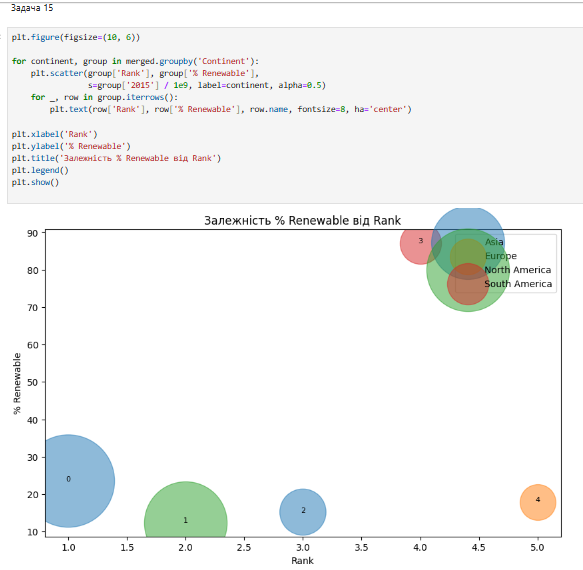 Задача 15
plt.figure(figsize=(10, 6))
for continent, group in merged.groupby('Continent'):
plt.scatter(group['Rank'], group['% Renewable'],
s=group['2015'] / 1e9, label=continent, alpha=0.5)
for _, row in group.iterrows():
plt.text(row['Rank'], row['% Renewable'], row.name, fontsize=8, ha='center')
plt.xlabel('Rank')
plt.ylabel('% Renewable')
plt.title('Залежність % Renewable від Rank')
plt.legend()
plt.show()
Залежність % Renewable від Rank
90
80
70
60
50
40
30
20
10
% Renewable
3
Asia
Europe
North America
South America
0
1
2
4
1.0 1.5 2.0 2.5 3.0 3.5 4.0 4.5 5.0
Rank